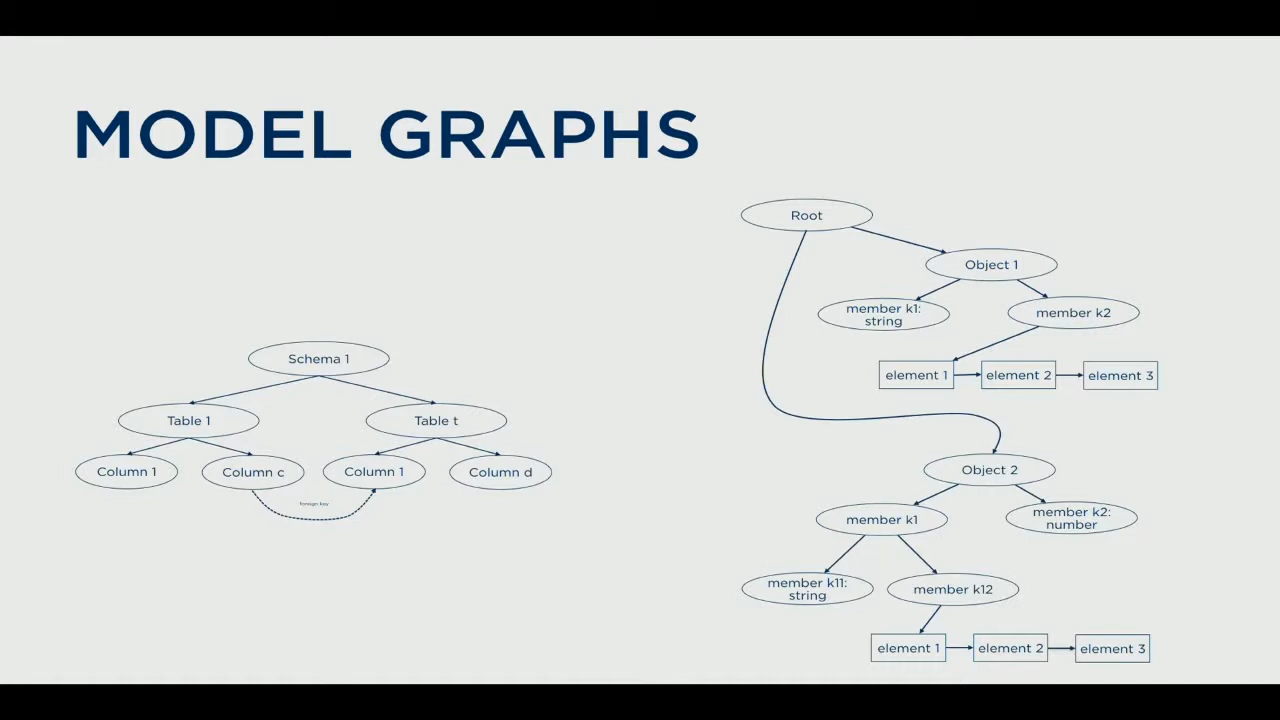 MODEL GRAPHS
Schema 1
Table 1
Table t
Column 1
Column c
Column 1
Column d
foreign key
Root
Object 1
member k1:
string
member k2
element 1
element 2
element 3
Object 2
member k1
member k2:
number
member k11:
string
member k12
element 1
element 2
element 3